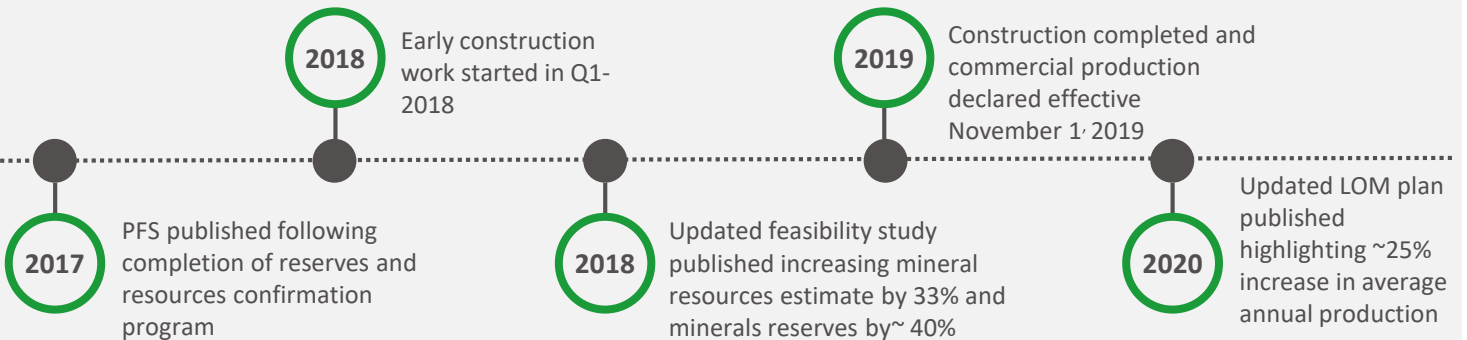 2018
Early construction
work started in Q1-
2018
2019
Construction completed and
commercial production
declared effective
November 1, 2019
2017
PFS published following
completion of reserves and
resources confirmation
program
2018
Updated feasibility study
published increasing mineral
resources estimate by 33% and
minerals reserves by~ 40%
2020
Updated LOM plan
published
highlighting ~25%
increase in average
annual production